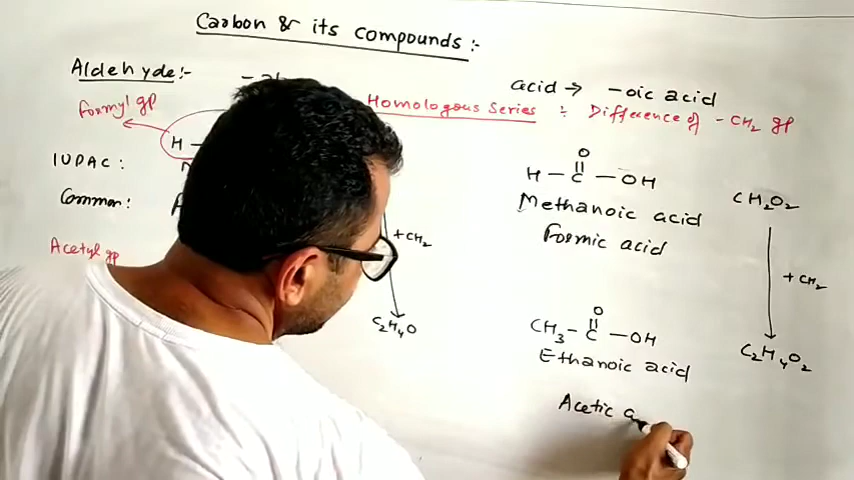 Carbon & its compounds :-
Aldehyde:-
Formyl gp
H -
IUPAC :
Common:
Acetyl gp
+CH2
C2H4O
acid → -oic acid
Homologous Series : Difference of -CH2 gp
O
H - C - OH
Methanoic acid
Formic acid
CH2O2
+ CH2
C2H4O2
O
CH3 - C - OH
Ethanoic acid
Acetic a